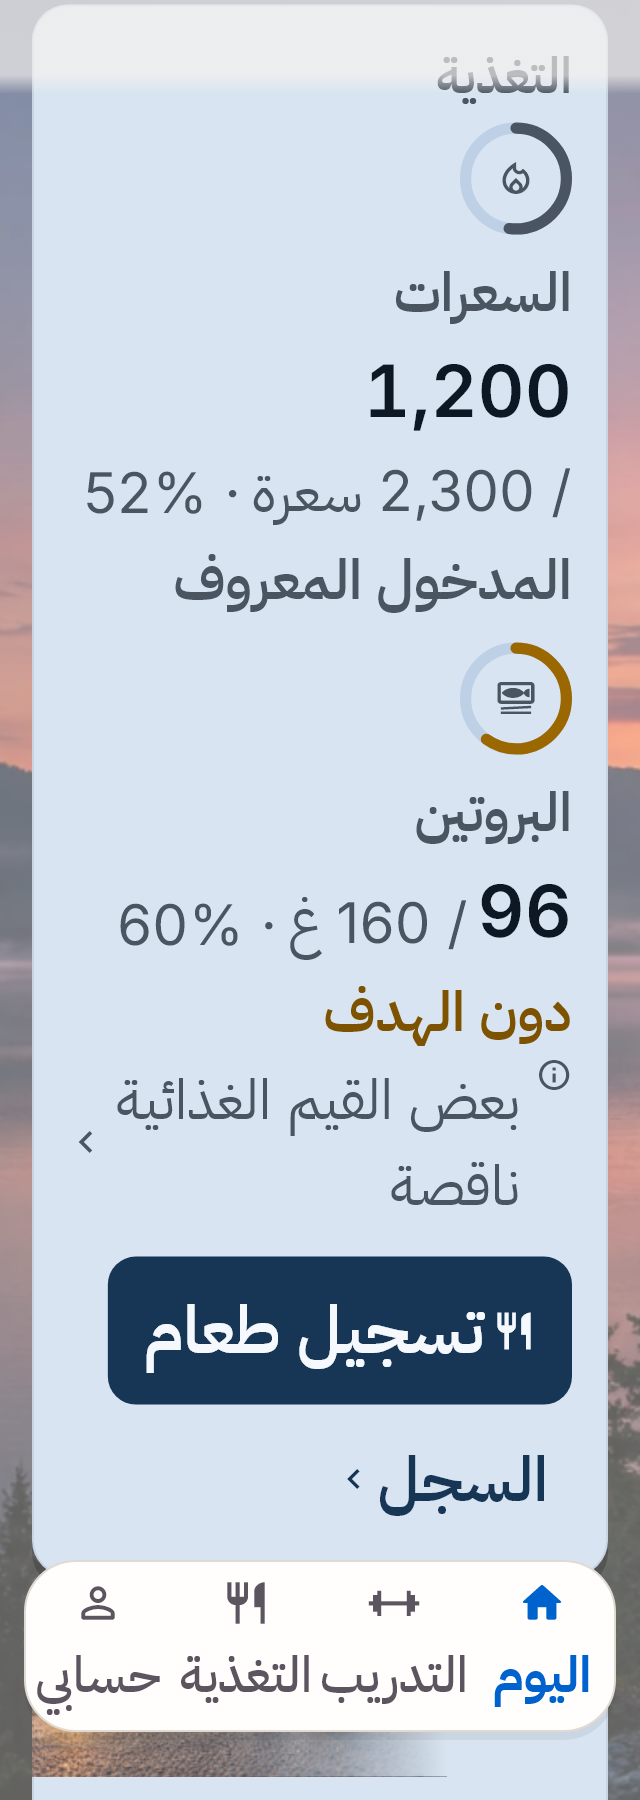 التغذية
السعرات
1,200
/ 2,300 سعرة · 52%
المدخول المعروف
البروتين
96 / 160 غ · 60%
دون الهدف
بعض القيم الغذائية
ناقصة
تسجيل طعام
السجل
اليوم
التدريب
التغذية
حسابي